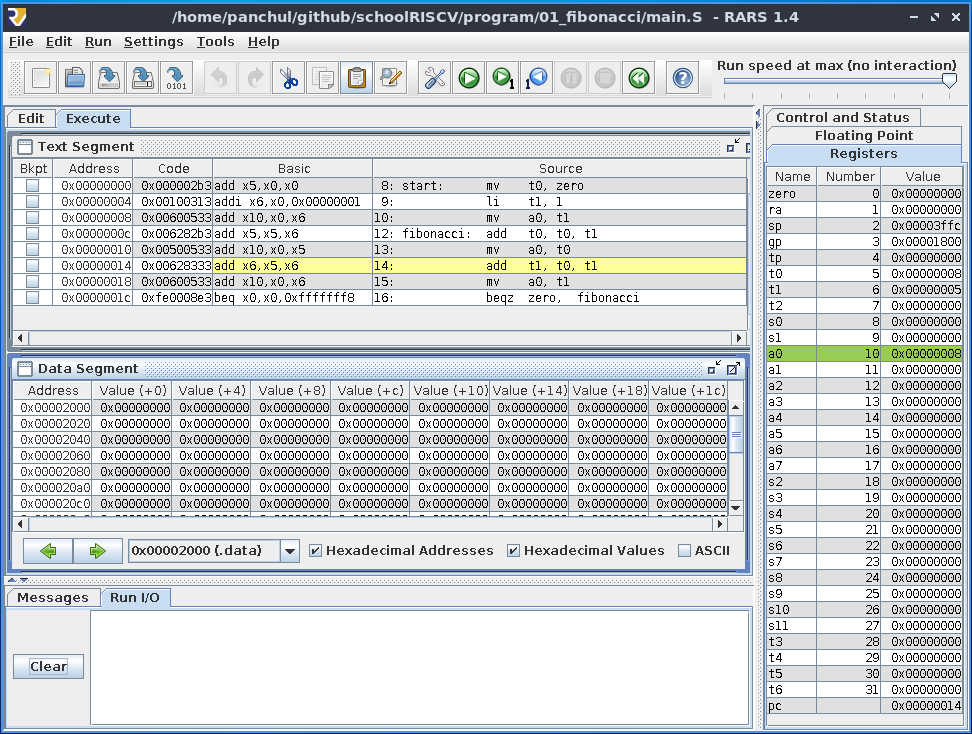 /home/panchul/github/schoolRISCV/program/01_fibonacci/main.S - RARS 1.4
File Edit Run Settings Tools Help
Run speed at max (no interaction)
0101
1
1
Edit Execute
Text Segment
Bkpt Address Code Basic Source
0x00000000 0x000002b3 add x5,x0,x0 8: start: mv t0, zero
0x00000004 0x00100313 addi x6,x0,0x00000001 9: li t1, 1
0x00000008 0x00600533 add x10,x0,x6 10: mv a0, t1
0x0000000c 0x006282b3 add x5,x5,x6 12: fibonacci: add t0, t0, t1
0x00000010 0x00500533 add x10,x0,x5 13: mv a0, t0
0x00000014 0x00628333 add x6,x5,x6 14: add t1, t0, t1
0x00000018 0x00600533 add x10,x0,x6 15: mv a0, t1
0x0000001c 0xfe0008e3 beq x0,x0,0xfffffff8 16: beqz zero, fibonacci
Data Segment
Address Value (+0) Value (+4) Value (+8) Value (+c) Value (+10) Value (+14) Value (+18) Value (+1c)
0x00002000 0x00000000 0x00000000 0x00000000 0x00000000 0x00000000 0x00000000 0x00000000 0x00000000
0x00002020 0x00000000 0x00000000 0x00000000 0x00000000 0x00000000 0x00000000 0x00000000 0x00000000
0x00002040 0x00000000 0x00000000 0x00000000 0x00000000 0x00000000 0x00000000 0x00000000 0x00000000
0x00002060 0x00000000 0x00000000 0x00000000 0x00000000 0x00000000 0x00000000 0x00000000 0x00000000
0x00002080 0x00000000 0x00000000 0x00000000 0x00000000 0x00000000 0x00000000 0x00000000 0x00000000
0x000020a0 0x00000000 0x00000000 0x00000000 0x00000000 0x00000000 0x00000000 0x00000000 0x00000000
0x000020c0 0x00000000 0x00000000 0x00000000 0x00000000 0x00000000 0x00000000 0x00000000 0x00000000
0x00002000 (.data) Hexadecimal Addresses Hexadecimal Values ASCII
Messages Run I/O
Clear
Control and Status
Floating Point
Registers
Name Number Value
zero 0 0x00000000
ra 1 0x00000000
sp 2 0x00003ffc
gp 3 0x00001800
tp 4 0x00000000
t0 5 0x00000008
t1 6 0x00000005
t2 7 0x00000000
s0 8 0x00000000
s1 9 0x00000000
a0 10 0x00000008
a1 11 0x00000000
a2 12 0x00000000
a3 13 0x00000000
a4 14 0x00000000
a5 15 0x00000000
a6 16 0x00000000
a7 17 0x00000000
s2 18 0x00000000
s3 19 0x00000000
s4 20 0x00000000
s5 21 0x00000000
s6 22 0x00000000
s7 23 0x00000000
s8 24 0x00000000
s9 25 0x00000000
s10 26 0x00000000
s11 27 0x00000000
t3 28 0x00000000
t4 29 0x00000000
t5 30 0x00000000
t6 31 0x00000000
pc 0x00000014